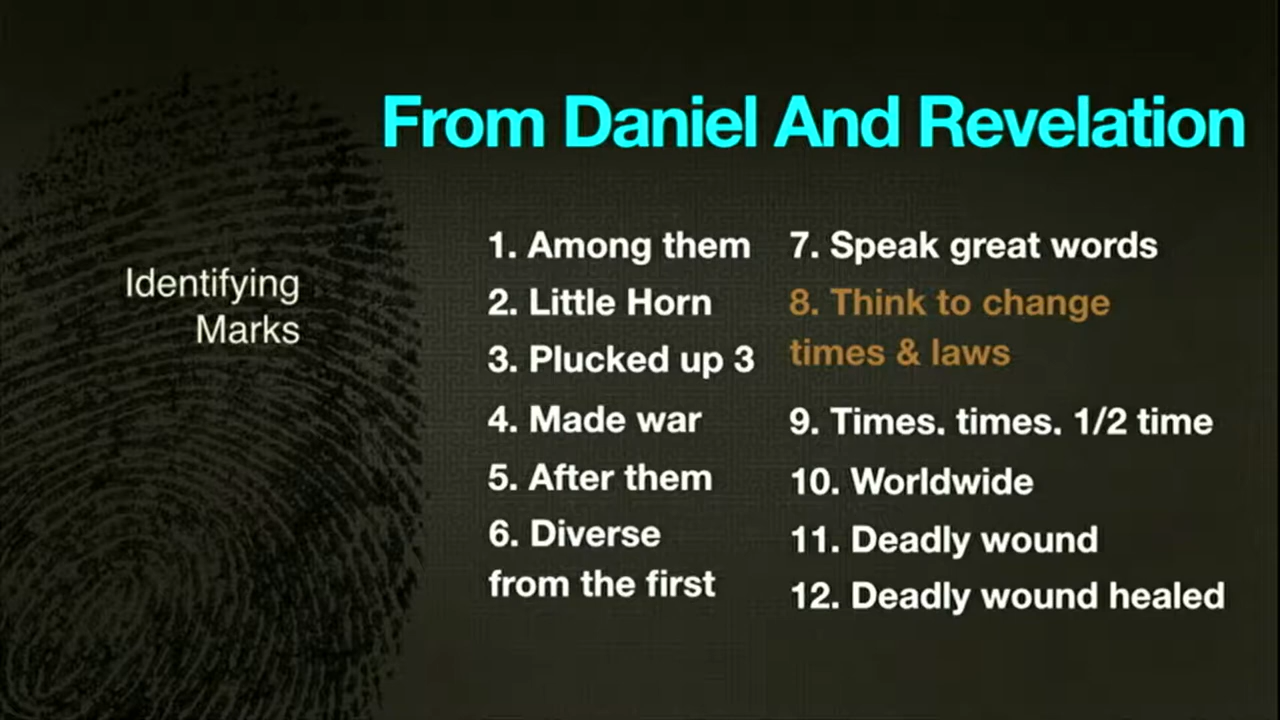 From Daniel And Revelation
Identifying
Marks
1. Among them
2. Little Horn
3. Plucked up 3
4. Made war
5. After them
6. Diverse
from the first
7. Speak great words
8. Think to change
times & laws
9. Times. times. 1/2 time
10. Worldwide
11. Deadly wound
12. Deadly wound healed